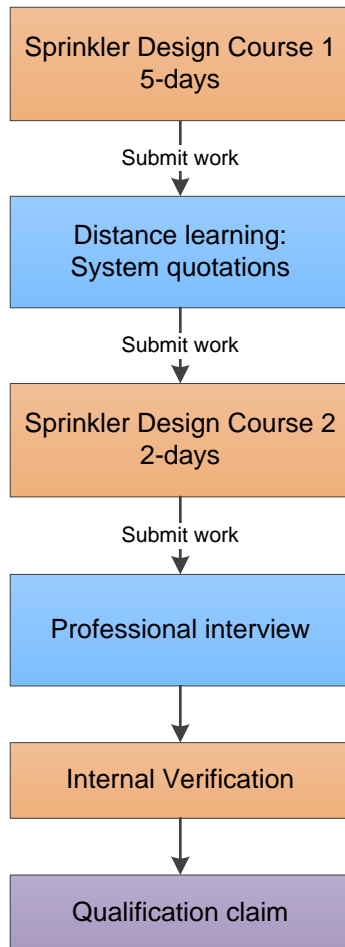 Sprinkler Design Course 1
5-days
Submit work
Distance learning:
System quotations
Submit work
Sprinkler Design Course 2
2-days
Submit work
Professional interview
Internal Verification
Qualification claim